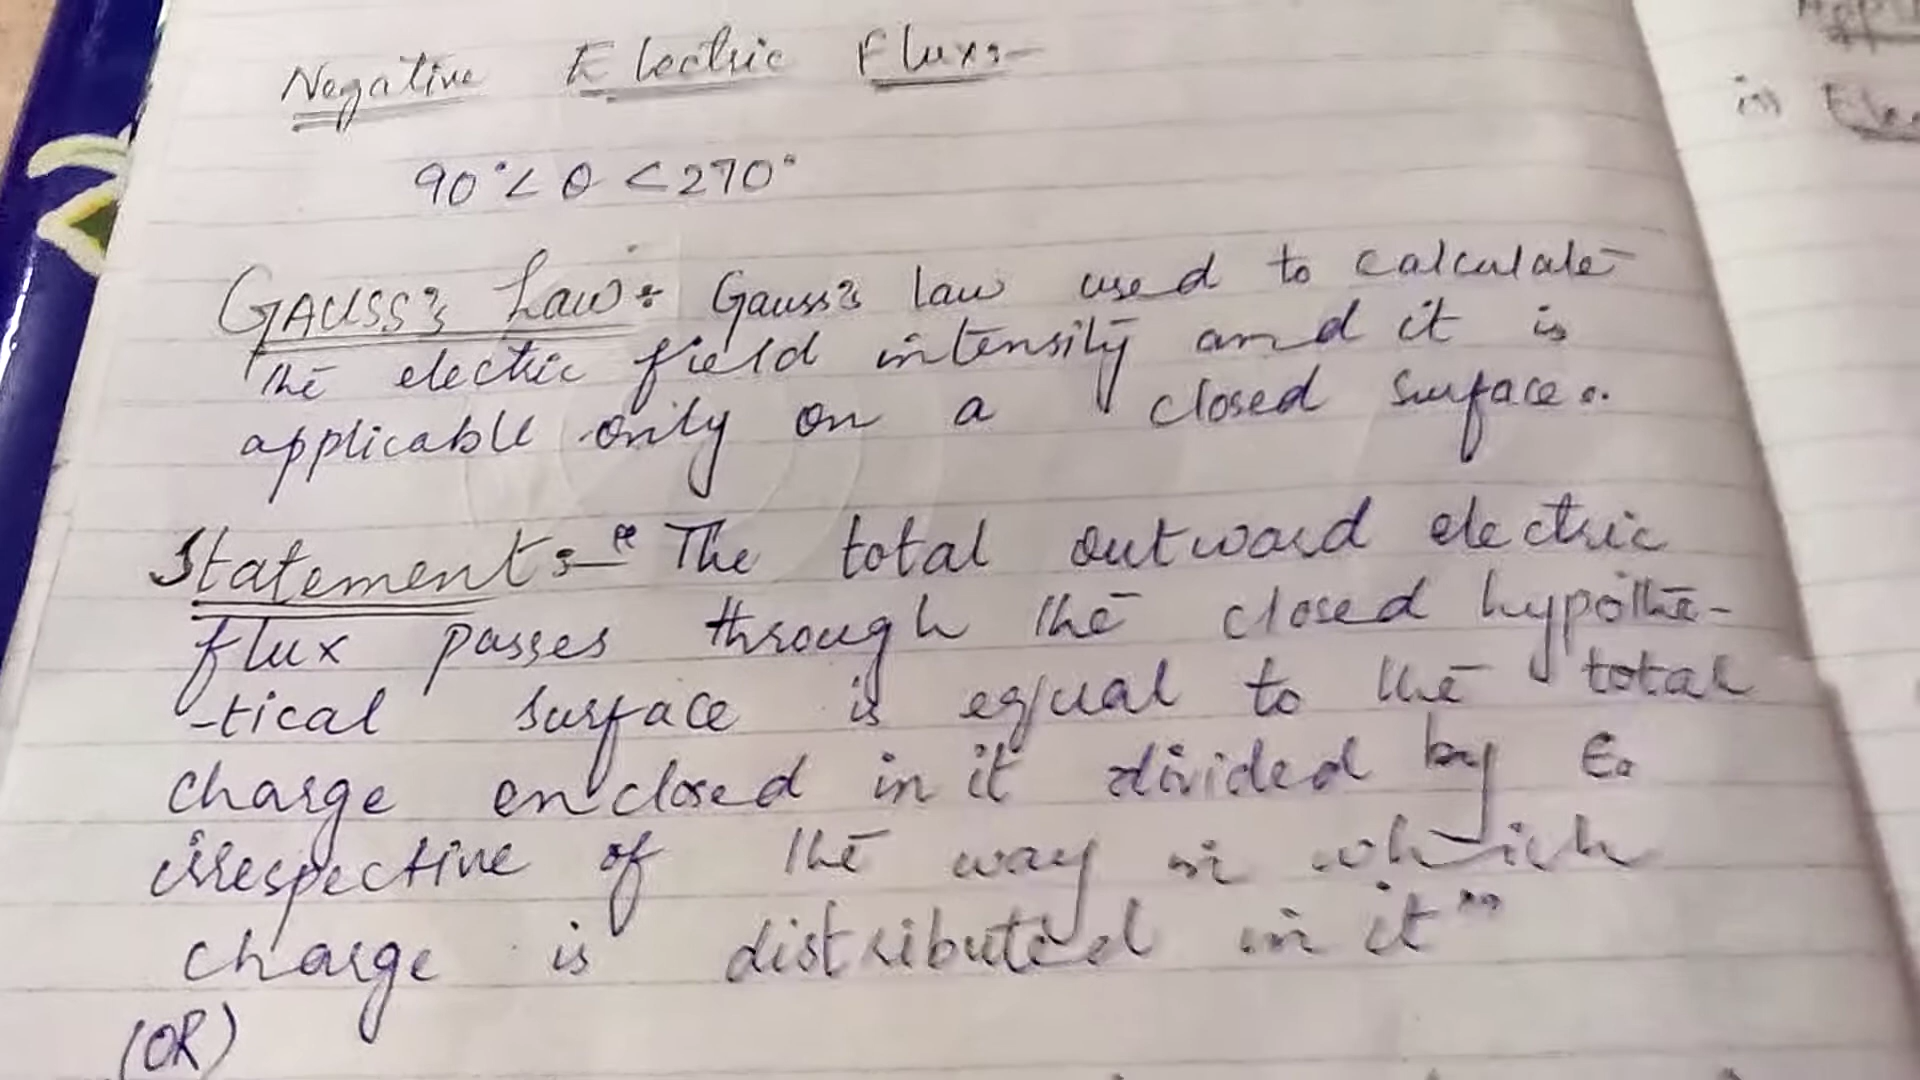 Negative Electric Flux:-
90° < θ < 270°
GAUSS's Law: Gauss's law used to calculate
the electric field intensity and it is
applicable only on a closed surface.
Statement:- " The total outward electric
flux passes through the closed hypothe-
-tical surface is equal to the total
charge enclosed in it divided by ε₀
irrespective of the way in which
charge is distributed in it"
(OR)
in Ele